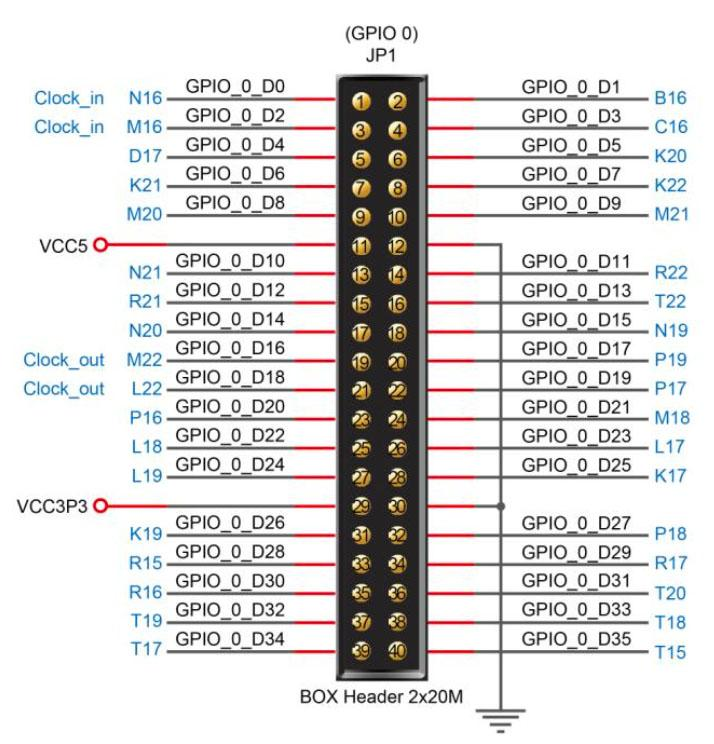 (GPIO 0)
JP1
Clock_in N16 GPIO_0_D0 1 2 GPIO_0_D1 B16
Clock_in M16 GPIO_0_D2 3 4 GPIO_0_D3 C16
D17 GPIO_0_D4 5 6 GPIO_0_D5 K20
K21 GPIO_0_D6 7 8 GPIO_0_D7 K22
M20 GPIO_0_D8 9 10 GPIO_0_D9 M21
VCC5 11 12
N21 GPIO_0_D10 13 14 GPIO_0_D11 R22
R21 GPIO_0_D12 15 16 GPIO_0_D13 T22
N20 GPIO_0_D14 17 18 GPIO_0_D15 N19
Clock_out M22 GPIO_0_D16 19 20 GPIO_0_D17 P19
Clock_out L22 GPIO_0_D18 21 22 GPIO_0_D19 P17
P16 GPIO_0_D20 23 24 GPIO_0_D21 M18
L18 GPIO_0_D22 25 26 GPIO_0_D23 L17
L19 GPIO_0_D24 27 28 GPIO_0_D25 K17
VCC3P3 29 30
K19 GPIO_0_D26 31 32 GPIO_0_D27 P18
R15 GPIO_0_D28 33 34 GPIO_0_D29 R17
R16 GPIO_0_D30 35 36 GPIO_0_D31 T20
T19 GPIO_0_D32 37 38 GPIO_0_D33 T18
T17 GPIO_0_D34 39 40 GPIO_0_D35 T15
BOX Header 2x20M